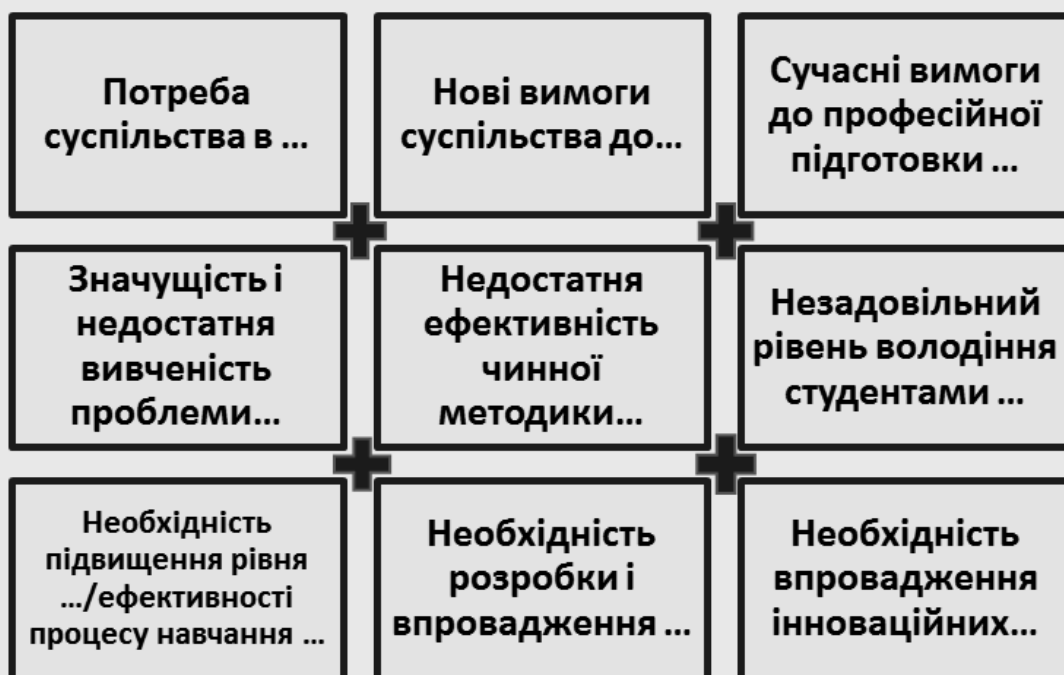 Потреба
суспільства в ...
Нові вимоги
суспільства до...
Сучасні вимоги
до професійної
підготовки ...
Значущість і
недостатня
вивченість
проблеми...
Недостатня
ефективність
чинної
методики...
Незадовільний
рівень володіння
студентами ...
Необхідність
підвищення рівня
.../ефективності
процесу навчання ...
Необхідність
розробки і
впровадження ...
Необхідність
впровадження
інноваційних...